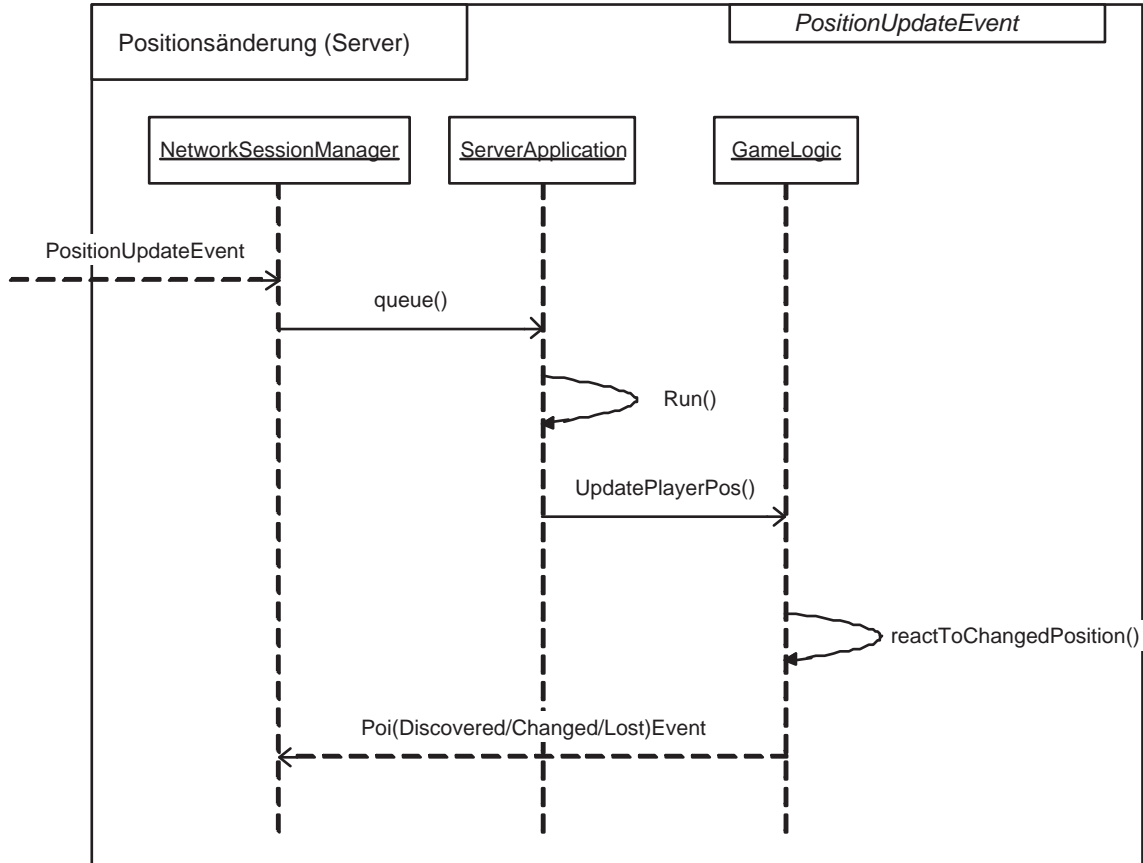 Positionsänderung (Server)
PositionUpdateEvent
NetworkSessionManager
ServerApplication
GameLogic
PositionUpdateEvent
queue()
Run()
UpdatePlayerPos()
reactToChangedPosition()
Poi(Discovered/Changed/Lost)Event